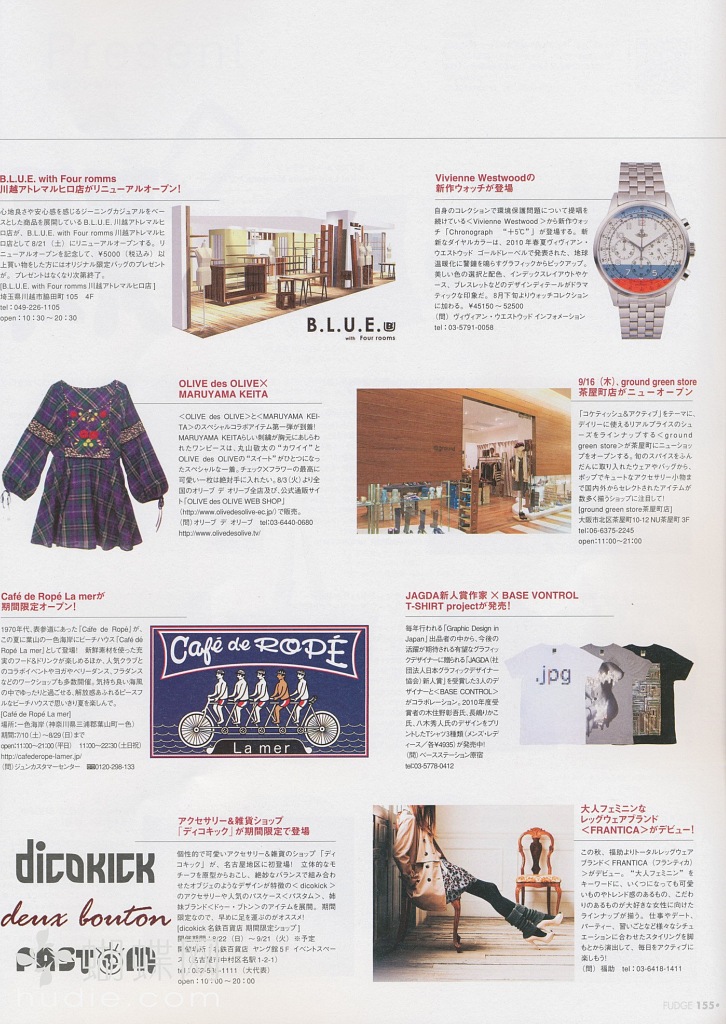 B.L.U.E. with Four romms
川越アトレマルヒロ店がリニューアルオープン！
心地良さや安心感を感じるジーニングカジュアルをベー
スとした商品を展開しているB.L.U.E. 川越アトレマルヒ
ロ店が、B.L.U.E. with Four romms 川越アトレマルヒ
ロ店として8/21（土）にリニューアルオープンする。リ
ニューアルオープンを記念して、￥5000（税込み）以
上買い物をした方にはオリジナル限定バッグのプレゼント
が。プレゼントはなくなり次第終了。
[B.L.U.E. with Four romms 川越アトレマルヒロ店]
埼玉県川越市脇田町105 4F
tel：049-226-1105
open：10：30〜20：30
B.L.U.E.
with Four rooms
Vivienne Westwoodの
新作ウォッチが登場
自身のコレクションで環境保護問題について提唱を
続けている<Vivienne Westwood>から新作ウォッ
チ「Chronograph “＋5℃”」が登場する。斬
新なダイヤルカラーは、2010年春夏ヴィヴィアン・
ウエストウッド ゴールドレーベルで発表された、地球
温暖化に警鐘を鳴らすグラフィックからピックアップ。
美しい色の選択と配色、インデックスレイアウトやケ
ース、ブレスレットなどのデザインディテールがドラマ
ティックな印象だ。8月下旬よりウォッチコレクション
に加わる。￥45150〜52500
（問）ヴィヴィアン・ウエストウッド インフォメーション
tel：03-5791-0058
OLIVE des OLIVE×
MARUYAMA KEITA
＜OLIVE des OLIVE＞と＜MARUYAMA KEI-
TA＞のスペシャルコラボアイテム第一弾が到着！
MARUYAMA KEITAらしい刺繍が胸元にあしらわ
れたワンピースは、丸山敬太の“カワイイ”と
OLIVE des OLIVEの“スイート”がひとつになっ
たスペシャルな一着。チェック×フラワーの最高に
可愛い一枚は絶対手に入れたい。8/3（火）より全
国のオリーブ デ オリーブ全店及び、公式通販サイ
ト「OLIVE des OLIVE WEB SHOP」
（http://www.olivedesolive-ec.jp/）で販売。
（問）オリーブ デ オリーブ tel：03-6440-0680
http://www.olivedesolive.tv/
9/16（木）、ground green store
茶屋町店がニューオープン
「コケティッシュ&アクティブ」をテーマに、
デイリーに使えるリアルプライスのシュ
ーズをラインナップする＜ground
green store＞が茶屋町にニューショッ
プをオープンする。旬のスパイスをふん
だんに取り入れたウェアやバッグから、
ポップでキュートなアクセサリー小物ま
で国内外からセレクトされたアイテムが
数多く揃うショップに注目して！
[ground green store茶屋町店]
大阪市北区茶屋町10-12 NU茶屋町 3F
tel：06-6375-2245
open：11：00〜21：00
Café de Ropé La merが
期間限定オープン！
1970年代、表参道にあった「Cafe de Ropé」が、
この夏に葉山の一色海岸にビーチハウス「Café de
Ropé La mer」として登場！ 新鮮素材を使った充
実のフード&ドリンクが楽しめるほか、人気クラブと
のコラボイベントやヨガやベリーダンス、フラダンス
などのワークショップも多数開催。気持ち良い海風
の中でゆったりと過ごせる、解放感あふれるピースフ
ルなビーチハウスで思いきり夏を楽しんで。
[Café de Ropé La mer]
場所：一色海岸（神奈川県三浦郡葉山町一色）
期間：7/10（土）〜8/29（日）まで
open：11：00〜21：00（平日） 11：00〜22：30（土日祝）
http://cafederope-lamer.jp/
（問）ジュンカスタマーセンター 0120-298-133
Café de ROPÉ
La mer
JAGDA新人賞作家 × BASE VONTROL
T-SHIRT projectが発売！
毎年行われる「Graphic Design in
Japan」出品者の中から、今後の
活躍が期待される有望なグラフィ
ックデザイナーに贈られる「JAGDA（社
団法人日本グラフィックデザイナー
協会）新人賞」を受賞した3人のデ
ザイナーと＜BASE CONTROL＞
がコラボレーション。2010年度受
賞者の木住野彰吾氏、長嶋りかこ
氏、八木秀人氏のデザインをプリ
ントしたTシャツ3種類（メンズ・レデ
ィース／各￥4935）が発売中！
（問）ベースステーション原宿
tel：03-5778-0412
.jpg
アクセサリー&雑貨ショップ
「ディコキック」が期間限定で登場
個性的で可愛いアクセサリー&雑貨のショップ「ディ
コキック」が、名古屋地区に初登場！ 立体的なモ
チーフを原型からおこし、絶妙なバランスで組み合わ
せたオブジェのようなデザインが特徴の＜dicokick＞
のアクセサリーや人気のパスケース＜パスタム＞、姉
妹ブランド＜ドゥー・ブトン＞のアイテムを展開。期間
限定なので、早めに足を運ぶのがオススメ！
[dicokick 名鉄百貨店 期間限定ショップ]
開催期間：8/22（日）〜9/21（火）※予定
開催場所：名鉄百貨店 ヤング館5F イベントスペー
ス（名古屋市中村区名駅1-2-1）
tel：052-585-1111（大代表）
open：10：00〜20：00
dicokick
deux bouton
PASTOM
大人フェミニンな
レッグウェアブランド
＜FRANTICA＞がデビュー！
この秋、福助よりトータルレッグウェア
ブランド＜FRANTICA（フランティカ）
＞がデビュー。“大人フェミニン”を
キーワードに、いくつになっても可愛
いものやトレンド感のあるもの、こだわ
りのあるものが大好きな女性に向けた
ラインナップが揃う。仕事やデート、
パーティー、習いごとなど様々なシチュ
エーションに合わせたスタイリングを脚
もとから演出して、毎日をアクティブに
楽しもう！
（問）福助 tel：03-6418-1411
蝴蝶
hudie.com
FUDGE 155